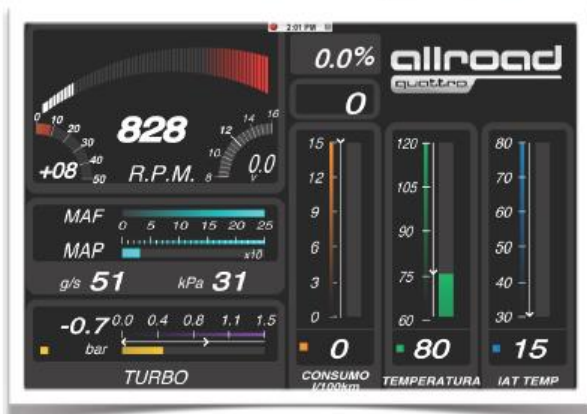 2:01 PM
0.0%
allroad
quattro
0
0 10 20 30 40 50
828
R.P.M.
+08
8 10 12 14 16
0.0
V
MAF
0 5 10 15 20 25
MAP
x10
g/s 51 kPa 31
-0.7
bar
0.0 0.4 0.8 1.1 1.5
TURBO
15
12
9
6
3
0
0
CONSUMO
l/100km
120
105
90
75
60
80
TEMPERATURA
80
70
60
50
40
30
15
IAT TEMP